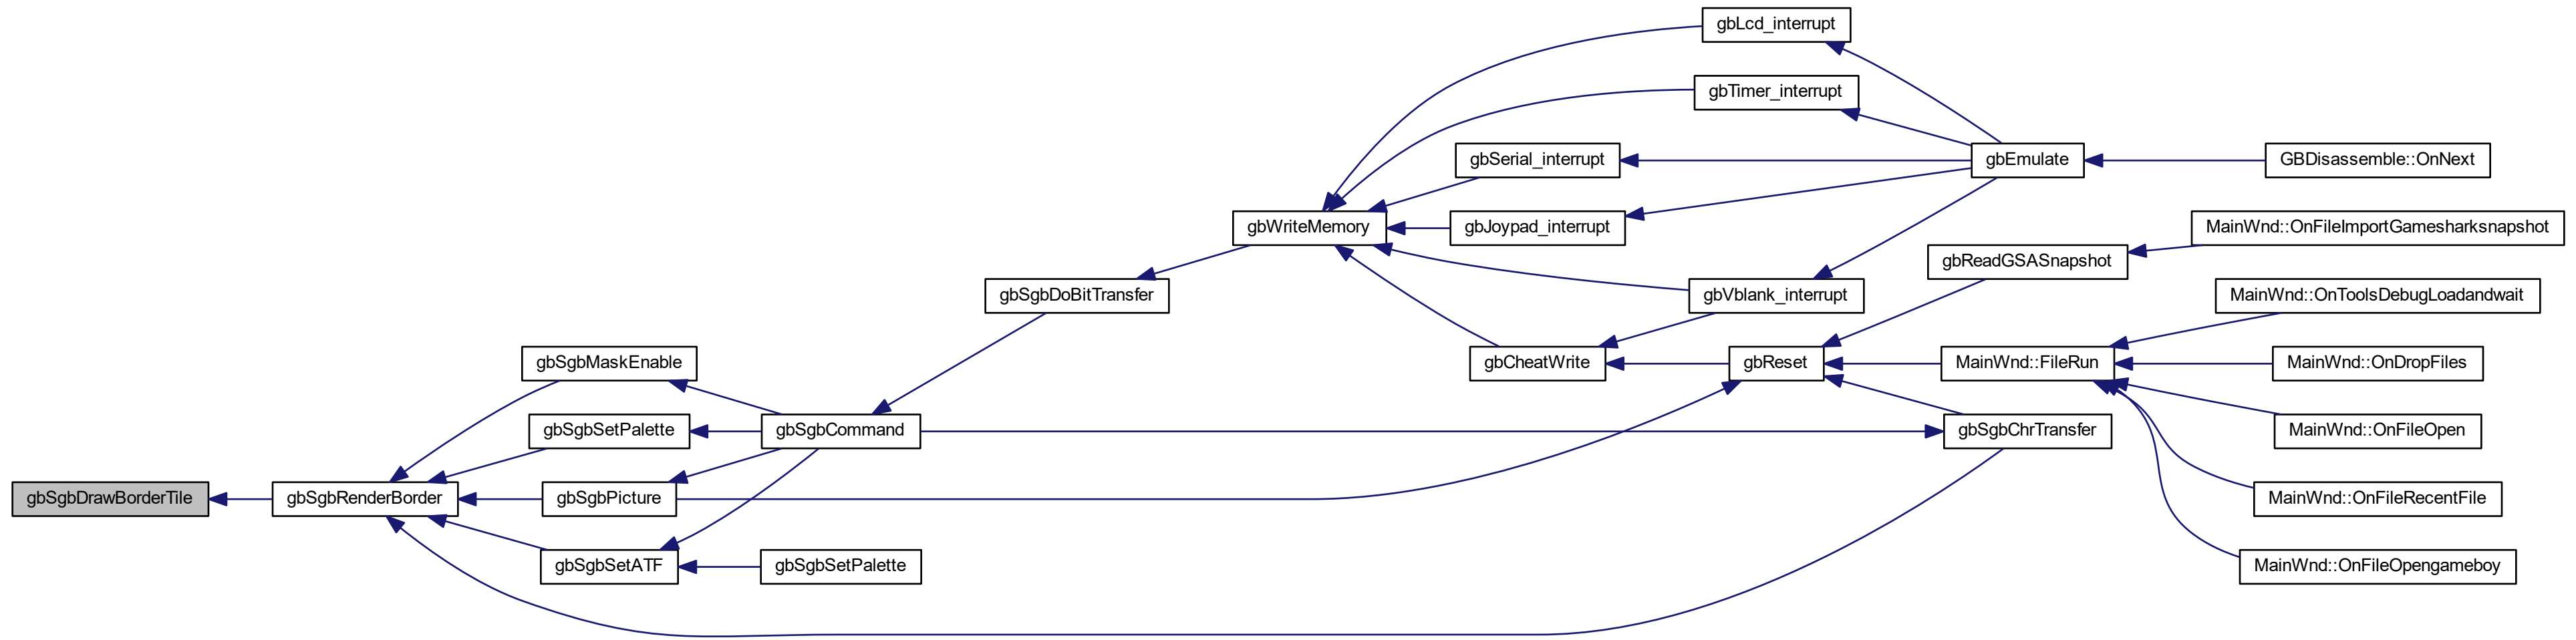 gbLcd_interrupt
gbTimer_interrupt
gbSerial_interrupt
gbEmulate
GBDisassemble::OnNext
gbWriteMemory
gbJoypad_interrupt
MainWnd::OnFileImportGamesharksnapshot
gbReadGSASnapshot
gbSgbDoBitTransfer
gbVblank_interrupt
MainWnd::OnToolsDebugLoadandwait
gbSgbMaskEnable
gbCheatWrite
gbReset
MainWnd::FileRun
MainWnd::OnDropFiles
gbSgbSetPalette
gbSgbCommand
gbSgbChrTransfer
MainWnd::OnFileOpen
gbSgbDrawBorderTile
gbSgbRenderBorder
gbSgbPicture
MainWnd::OnFileRecentFile
gbSgbSetATF
gbSgbSetPalette
MainWnd::OnFileOpengameboy